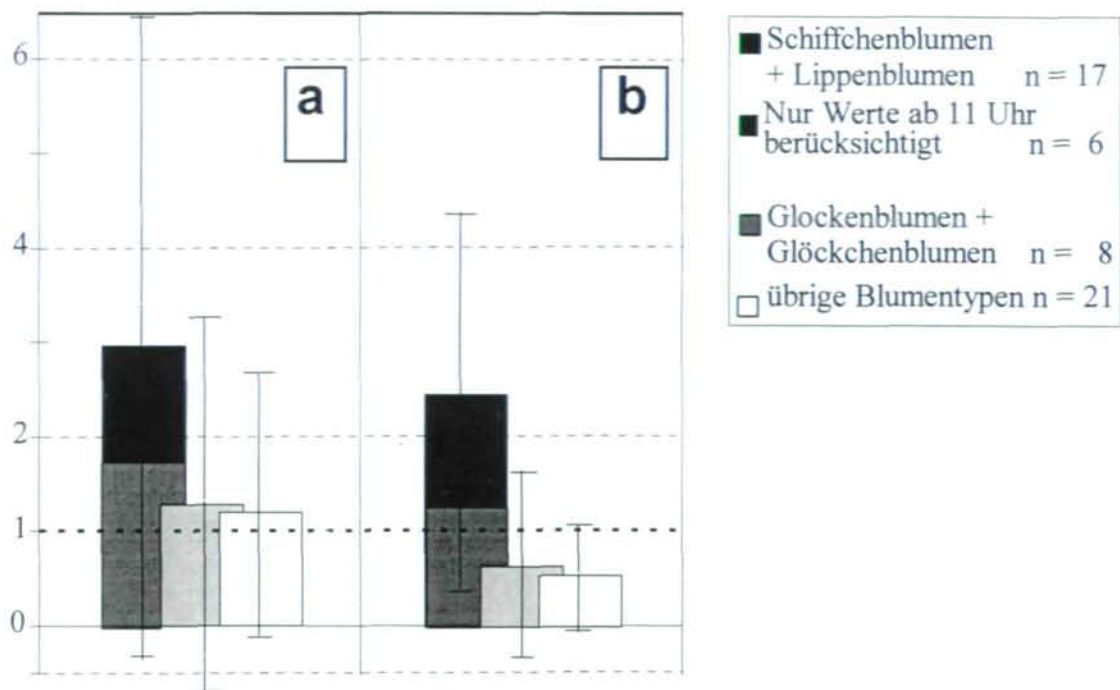 6
4
2
1
0
a
b
Schiffchenblumen
+ Lippenblumen n = 17
Nur Werte ab 11 Uhr
berücksichtigt n = 6
Glockenblumen +
Glöckchenblumen n = 8
übrige Blumentypen n = 21